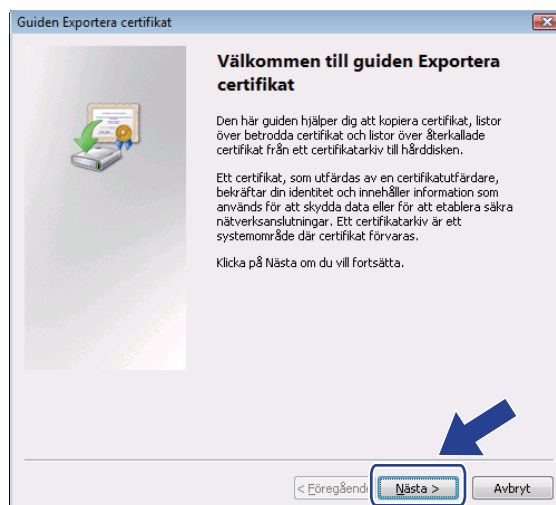 Guiden Exportera certifikat
Välkommen till guiden Exportera
certifikat
Den här guiden hjälper dig att kopiera certifikat, listor
över betrodda certifikat och listor över återkallade
certifikat från ett certifikatarkiv till hårddisken.
Ett certifikat, som utfärdas av en certifikatutfärdare,
bekräftar din identitet och innehåller information som
används för att skydda data eller för att etablera säkra
nätverksanslutningar. Ett certifikatarkiv är ett
systemområde där certifikat förvaras.
Klicka på Nästa om du vill fortsätta.
< Föregående Nästa > Avbryt